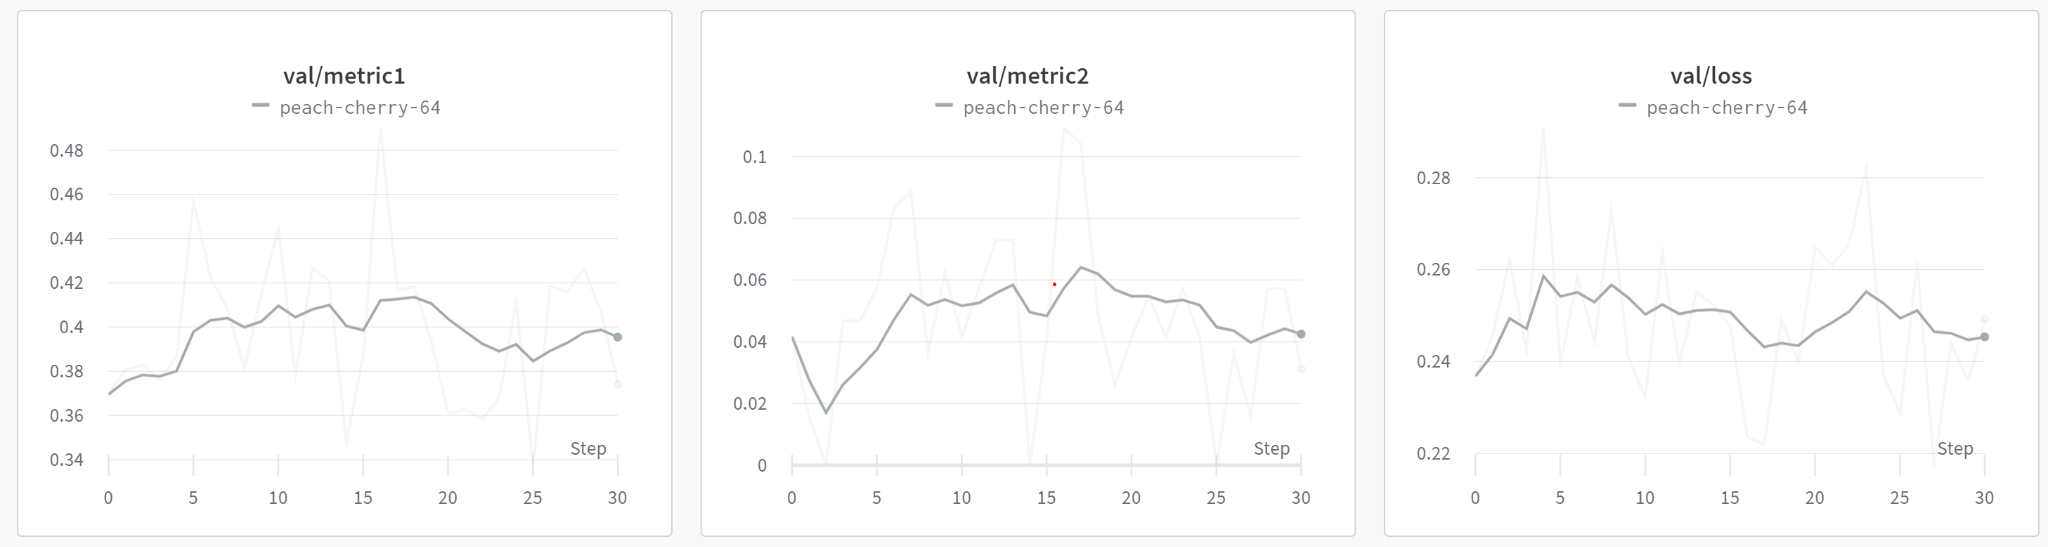 val/metric1
peach-cherry-64
0.48
0.46
0.44
0.42
0.4
0.38
0.36
0.34
Step
0 5 10 15 20 25 30
val/metric2
peach-cherry-64
0.1
0.08
0.06
0.04
0.02
0
Step
0 5 10 15 20 25 30
val/loss
peach-cherry-64
0.28
0.26
0.24
0.22
Step
0 5 10 15 20 25 30